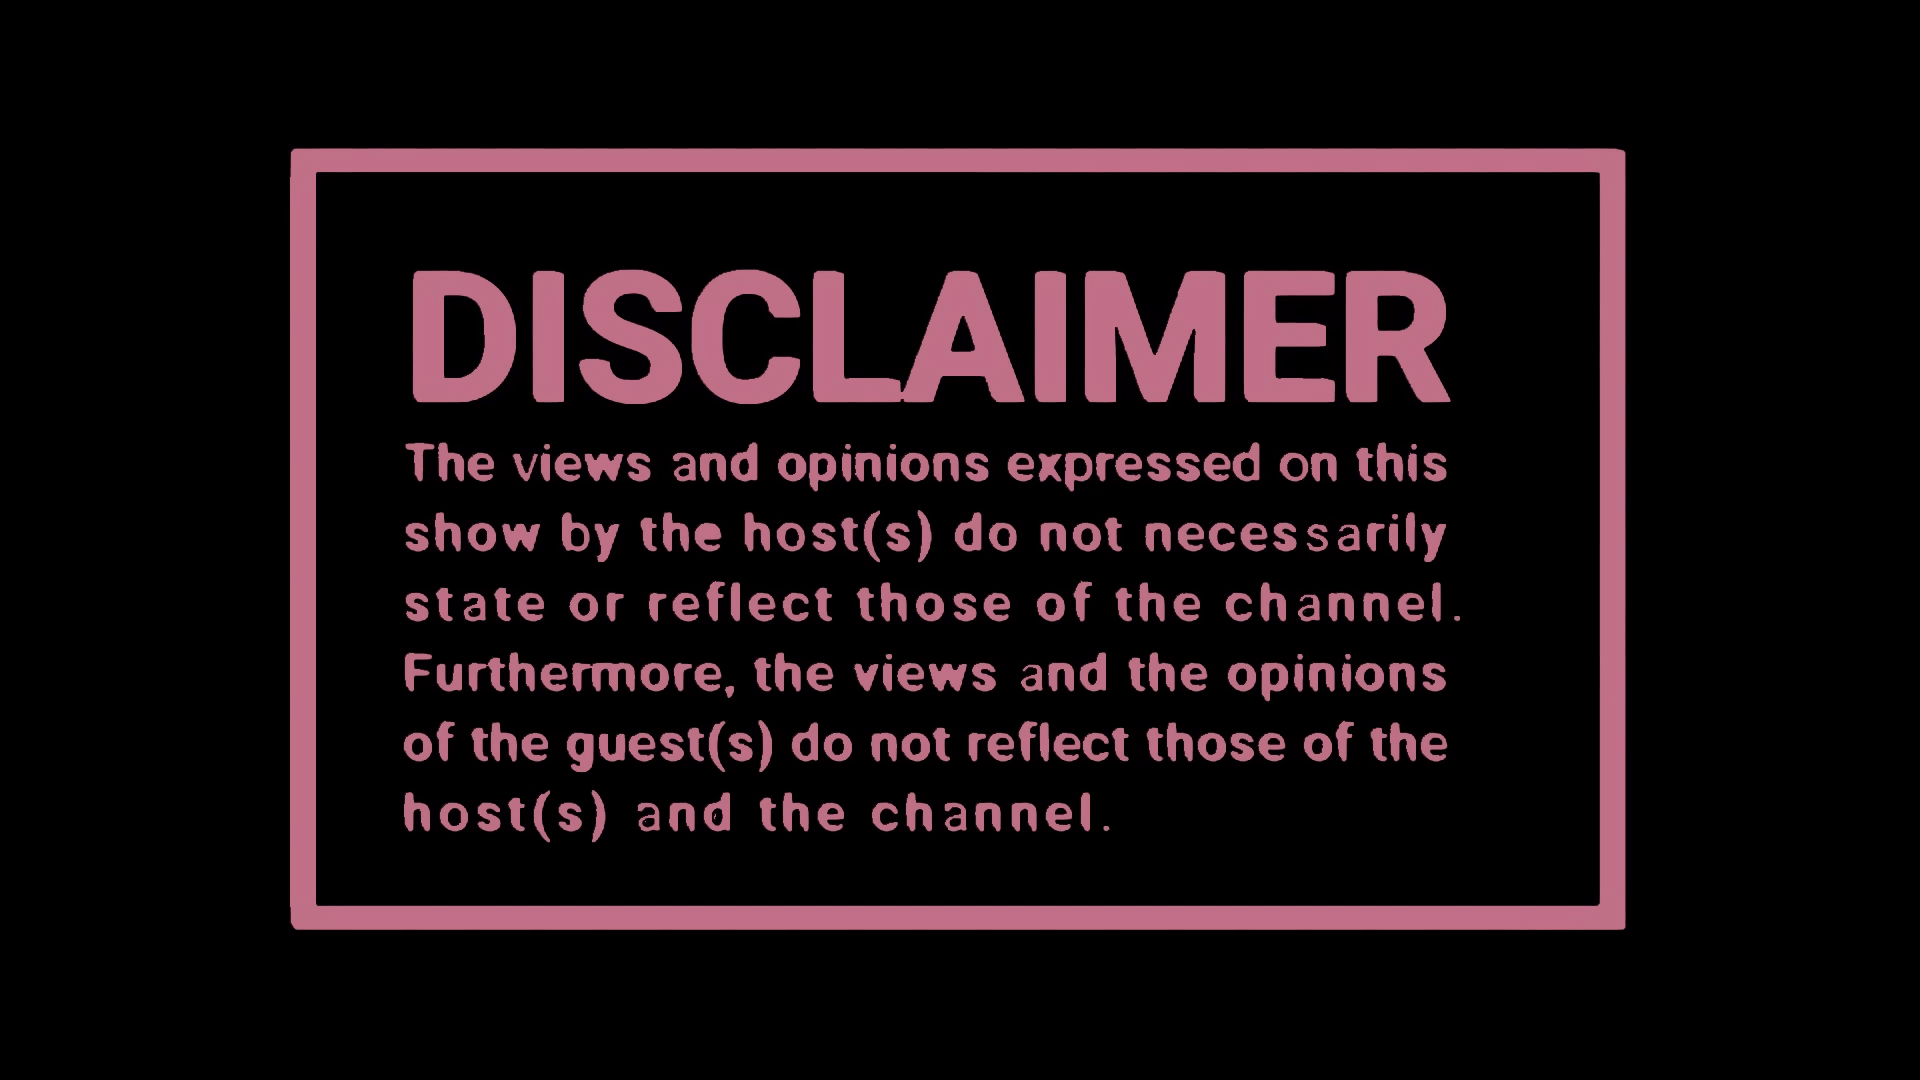 DISCLAIMER
The views and opinions expressed on this
show by the host(s) do not necessarily
state or reflect those of the channel.
Furthermore, the views and the opinions
of the guest(s) do not reflect those of the
host(s) and the channel.